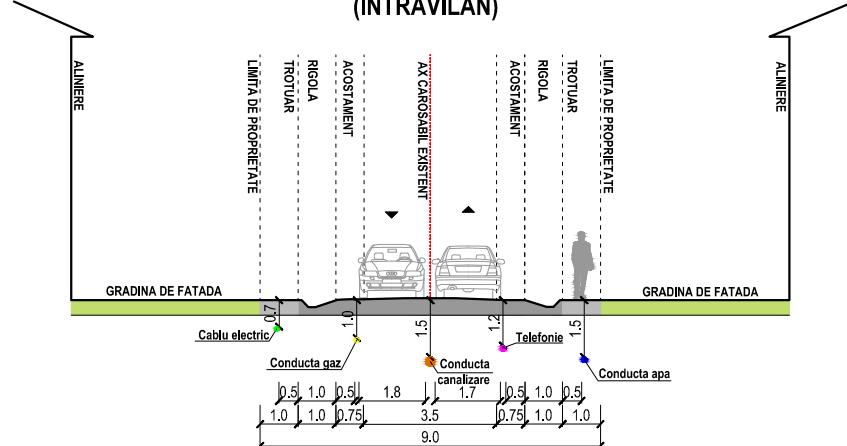 (INTRAVILAN)
ALINIERE
LIMITA DE PROPRIETATE
TROTUAR
RIGOLA
ACOSTAMENT
AX CAROSABIL EXISTENT
ACOSTAMENT
RIGOLA
TROTUAR
LIMITA DE PROPRIETATE
ALINIERE
GRADINA DE FATADA
GRADINA DE FATADA
0.7
1.0
1.5
1.2
1.5
Cablu electric
Conducta gaz
Conducta
canalizare
Telefonie
Conducta apa
0.5 1.0 0.5 1.8 1.7 0.5 1.0 0.5
1.0 1.0 0.75 3.5 0.75 1.0 1.0
9.0